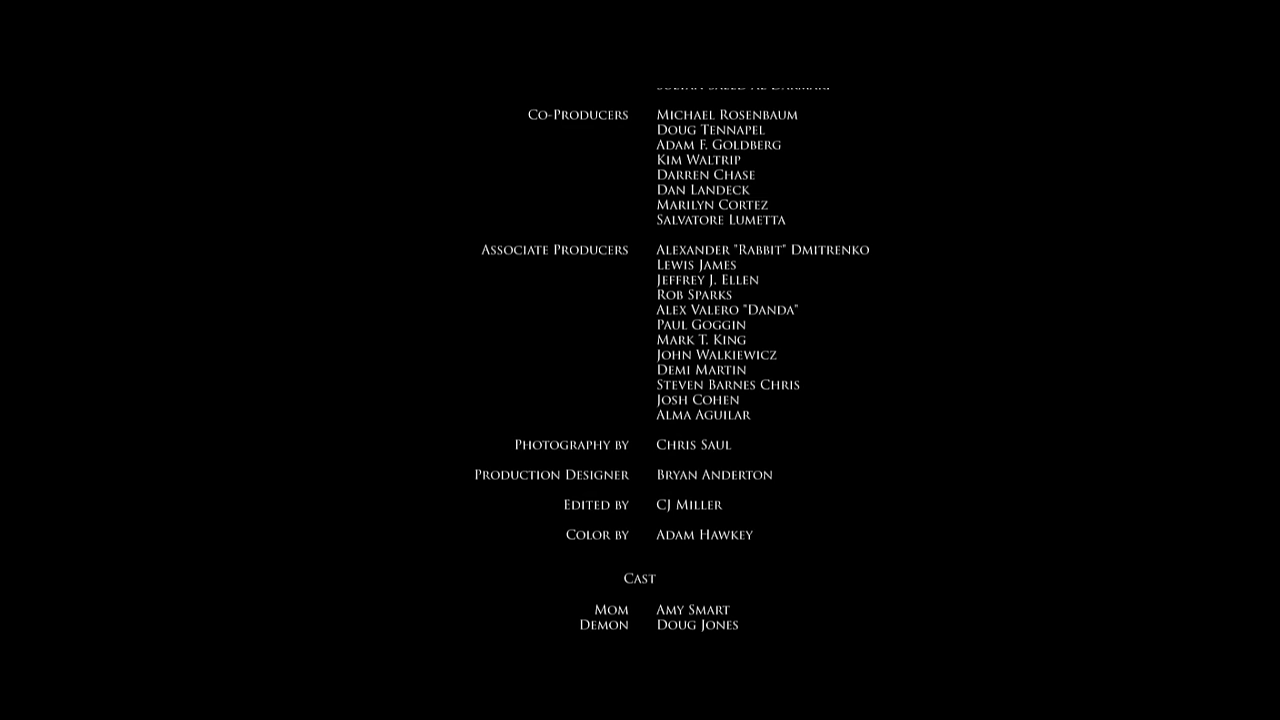 Co-Producers Michael Rosenbaum
Doug Tennapel
Adam F. Goldberg
Kim Waltrip
Darren Chase
Dan Landeck
Marilyn Cortez
Salvatore Lumetta
Associate Producers Alexander "Rabbit" Dmitrenko
Lewis James
Jeffrey J. Ellen
Rob Sparks
Alex Valero "Danda"
Paul Goggin
Mark T. King
John Walkiewicz
Demi Martin
Steven Barnes Chris
Josh Cohen
Alma Aguilar
Photography by Chris Saul
Production Designer Bryan Anderton
Edited by CJ Miller
Color by Adam Hawkey
Cast
Mom Amy Smart
Demon Doug Jones